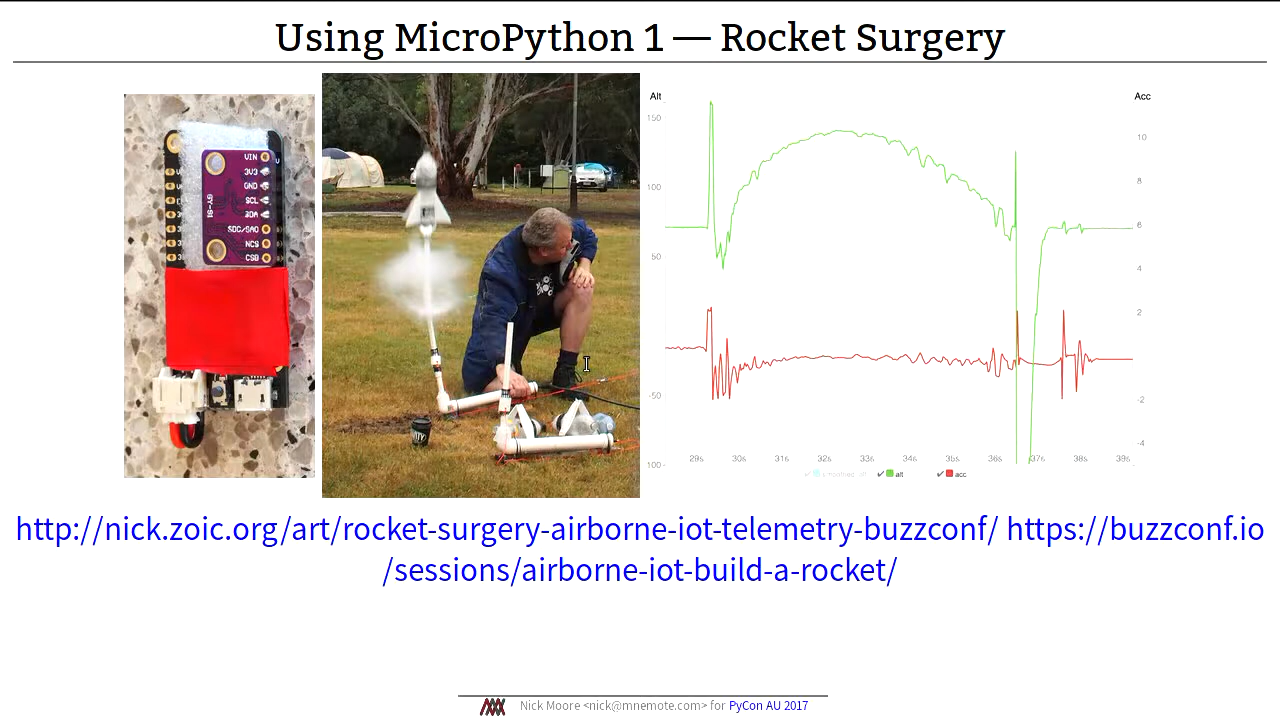 Using MicroPython 1 — Rocket Surgery
VIN
3V3
GND
SCL
SDA
SDC/SAO
NCS
CSB
GY-51
Alt
Acc
150
100
50
-50
100
10
8
6
4
2
-2
-4
29s 30s 31s 32s 33s 34s 35s 36s 37s 38s 39s
alt acc
http://nick.zoic.org/art/rocket-surgery-airborne-iot-telemetry-buzzconf/ https://buzzconf.io
/sessions/airborne-iot-build-a-rocket/
Nick Moore <nick@mnemote.com> for PyCon AU 2017